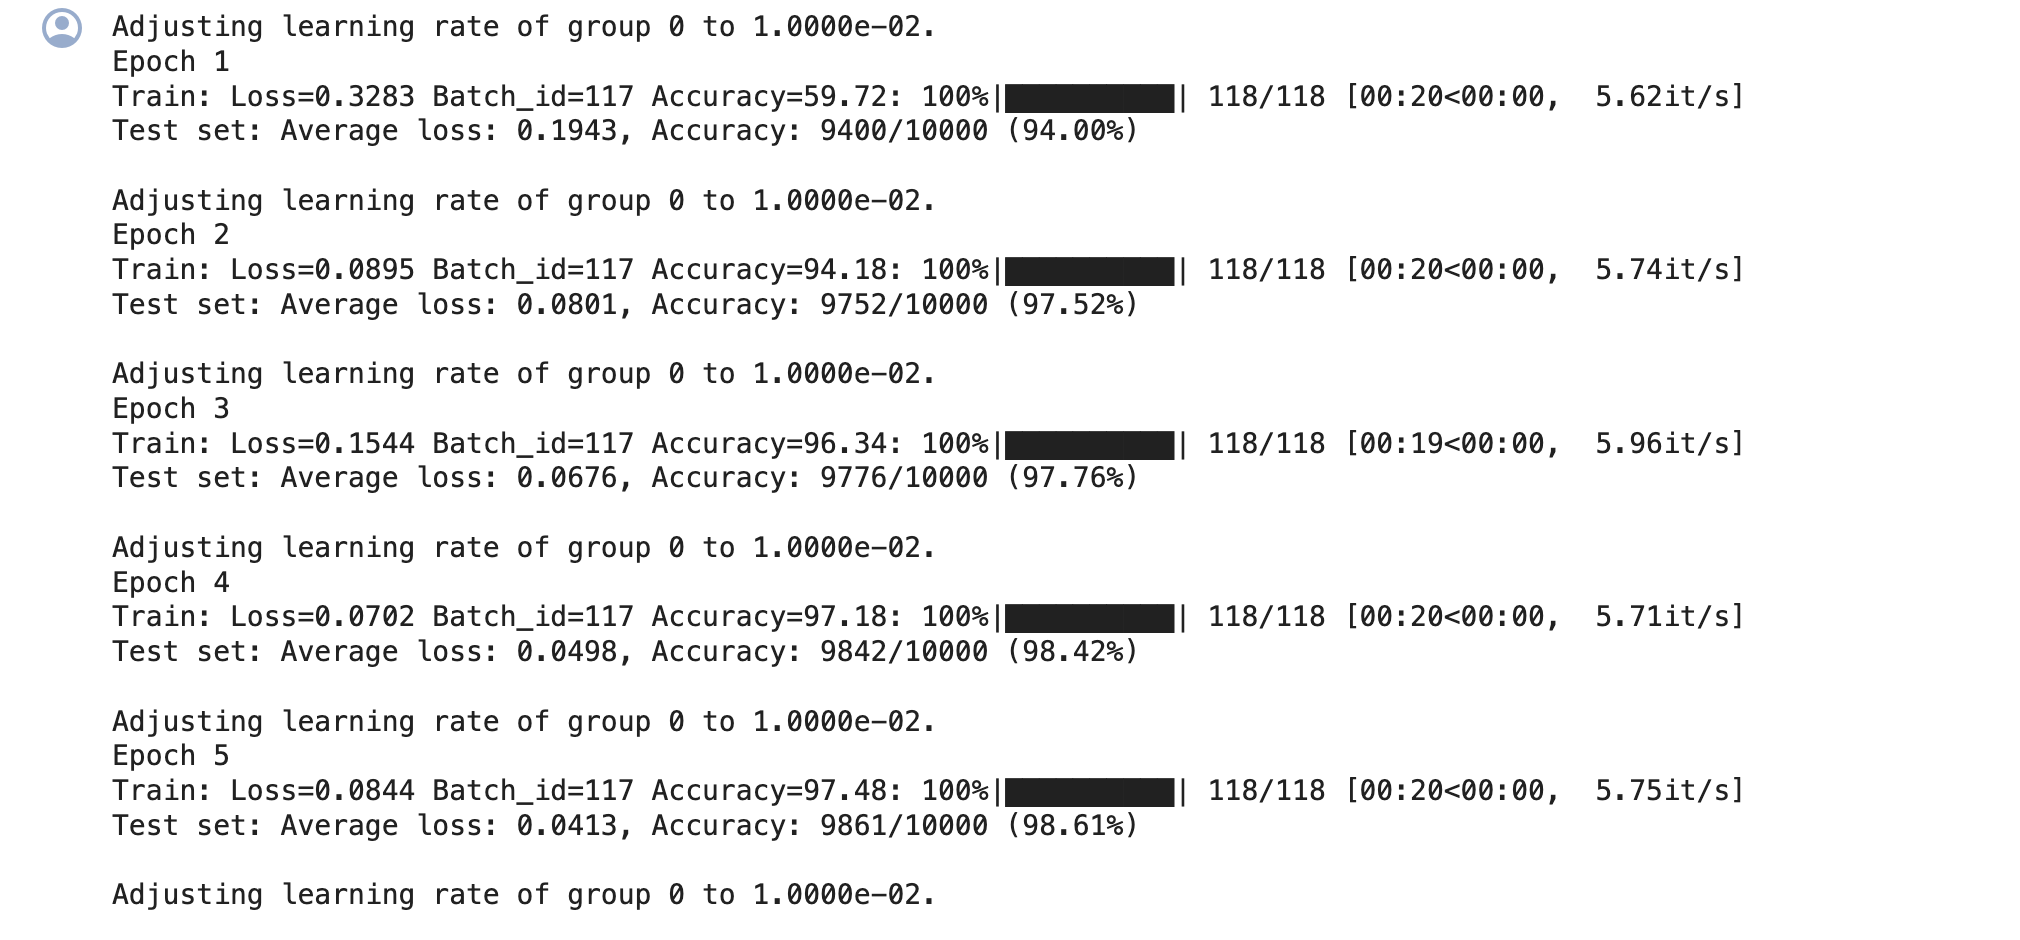 Adjusting learning rate of group 0 to 1.0000e-02.
Epoch 1
Train: Loss=0.3283 Batch_id=117 Accuracy=59.72: 100%|██████████| 118/118 [00:20<00:00,  5.62it/s]
Test set: Average loss: 0.1943, Accuracy: 9400/10000 (94.00%)

Adjusting learning rate of group 0 to 1.0000e-02.
Epoch 2
Train: Loss=0.0895 Batch_id=117 Accuracy=94.18: 100%|██████████| 118/118 [00:20<00:00,  5.74it/s]
Test set: Average loss: 0.0801, Accuracy: 9752/10000 (97.52%)

Adjusting learning rate of group 0 to 1.0000e-02.
Epoch 3
Train: Loss=0.1544 Batch_id=117 Accuracy=96.34: 100%|██████████| 118/118 [00:19<00:00,  5.96it/s]
Test set: Average loss: 0.0676, Accuracy: 9776/10000 (97.76%)

Adjusting learning rate of group 0 to 1.0000e-02.
Epoch 4
Train: Loss=0.0702 Batch_id=117 Accuracy=97.18: 100%|██████████| 118/118 [00:20<00:00,  5.71it/s]
Test set: Average loss: 0.0498, Accuracy: 9842/10000 (98.42%)

Adjusting learning rate of group 0 to 1.0000e-02.
Epoch 5
Train: Loss=0.0844 Batch_id=117 Accuracy=97.48: 100%|██████████| 118/118 [00:20<00:00,  5.75it/s]
Test set: Average loss: 0.0413, Accuracy: 9861/10000 (98.61%)

Adjusting learning rate of group 0 to 1.0000e-02.